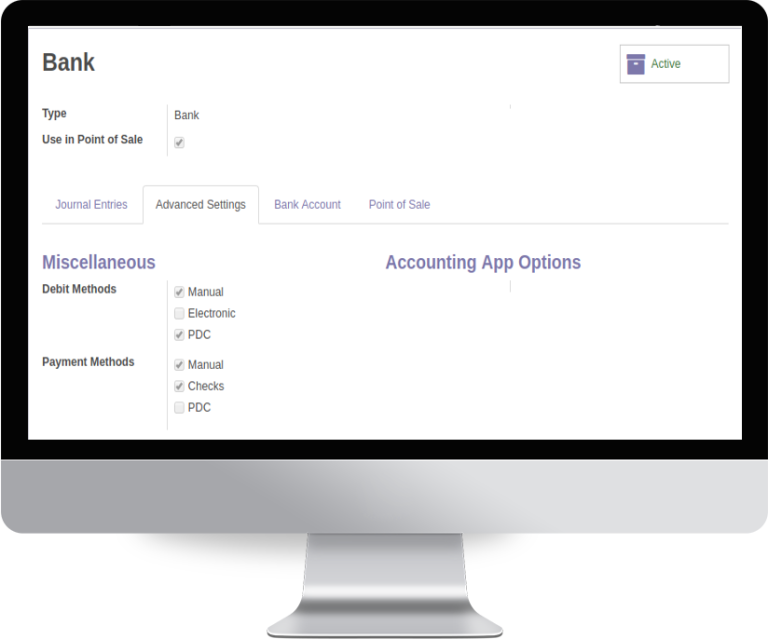 Bank
Active
Type
Bank
Use in Point of Sale
Journal Entries
Advanced Settings
Bank Account
Point of Sale
Miscellaneous
Accounting App Options
Debit Methods
Manual
Electronic
PDC
Payment Methods
Manual
Checks
PDC